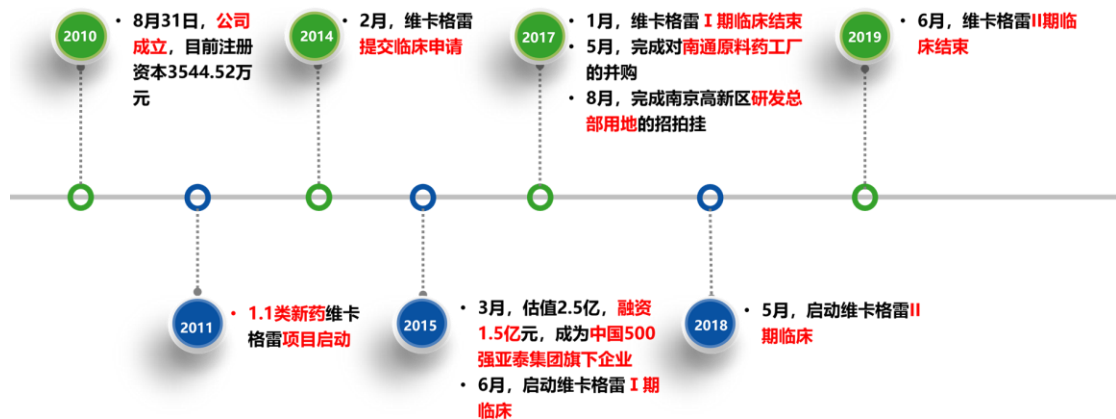 2010
• 8月31日，公司
成立，目前注册
资本3544.52万
元
2014
• 2月，维卡格雷
提交临床申请
2017
• 1月，维卡格雷Ⅰ期临床结束
• 5月，完成对南通原料药工厂
的并购
• 8月，完成南京高新区研发总
部用地的招拍挂
2019
• 6月，维卡格雷II期临
床结束
2011
• 1.1类新药维卡
格雷项目启动
2015
• 3月，估值2.5亿，融资
1.5亿元，成为中国500
强亚泰集团旗下企业
• 6月，启动维卡格雷Ⅰ期
临床
2018
• 5月，启动维卡格雷II
期临床